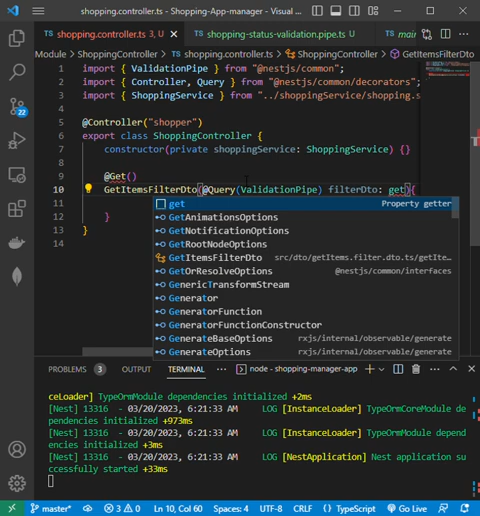 shopping.controller.ts - Shopping-App-manager - Visual ...
shopping.controller.ts 3, U
shopping-status-validation.pipe.ts U
main
Module > ShoppingController > shopping.controller.ts > ShoppingController > GetItemsFilterDto
1 import { ValidationPipe } from "@nestjs/common";
2 import { Controller, Query } from "@nestjs/common/decorators";
3 import { ShoppingService } from "../shoppingService/shopping.s
4
5 @Controller("shopper")
6 export class ShoppingController {
7 constructor(private shoppingService: ShoppingService) {}
8
9 @Get()
10 GetItemsFilterDto(@Query(ValidationPipe) filterDto: get){
11
12 }
13 }
14
get Property getter
GetAnimationsOptions
GetNotificationOptions
GetRootNodeOptions
GetItemsFilterDto src/dto/getItems.filter.dto.ts/getIte...
GetOrResolveOptions @nestjs/common/interfaces
GenericTransformStream
Generator
GeneratorFunction
GeneratorFunctionConstructor
GenerateBaseOptions rxjs/internal/observable/generate
GenerateOptions rxjs/internal/observable/generate
22
PROBLEMS 3 OUTPUT TERMINAL ... node - shopping-manager-app
ceLoader] TypeOrmModule dependencies initialized +2ms
[Nest] 13316 - 03/20/2023, 6:21:33 AM LOG [InstanceLoader] TypeOrmCoreModule de
pendencies initialized +973ms
[Nest] 13316 - 03/20/2023, 6:21:33 AM LOG [InstanceLoader] TypeOrmModule depend
encies initialized +3ms
[Nest] 13316 - 03/20/2023, 6:21:33 AM LOG [NestApplication] Nest application su
ccessfully started +33ms
master* 3 0 Ln 10, Col 60 Spaces: 4 UTF-8 CRLF {} TypeScript Go Live